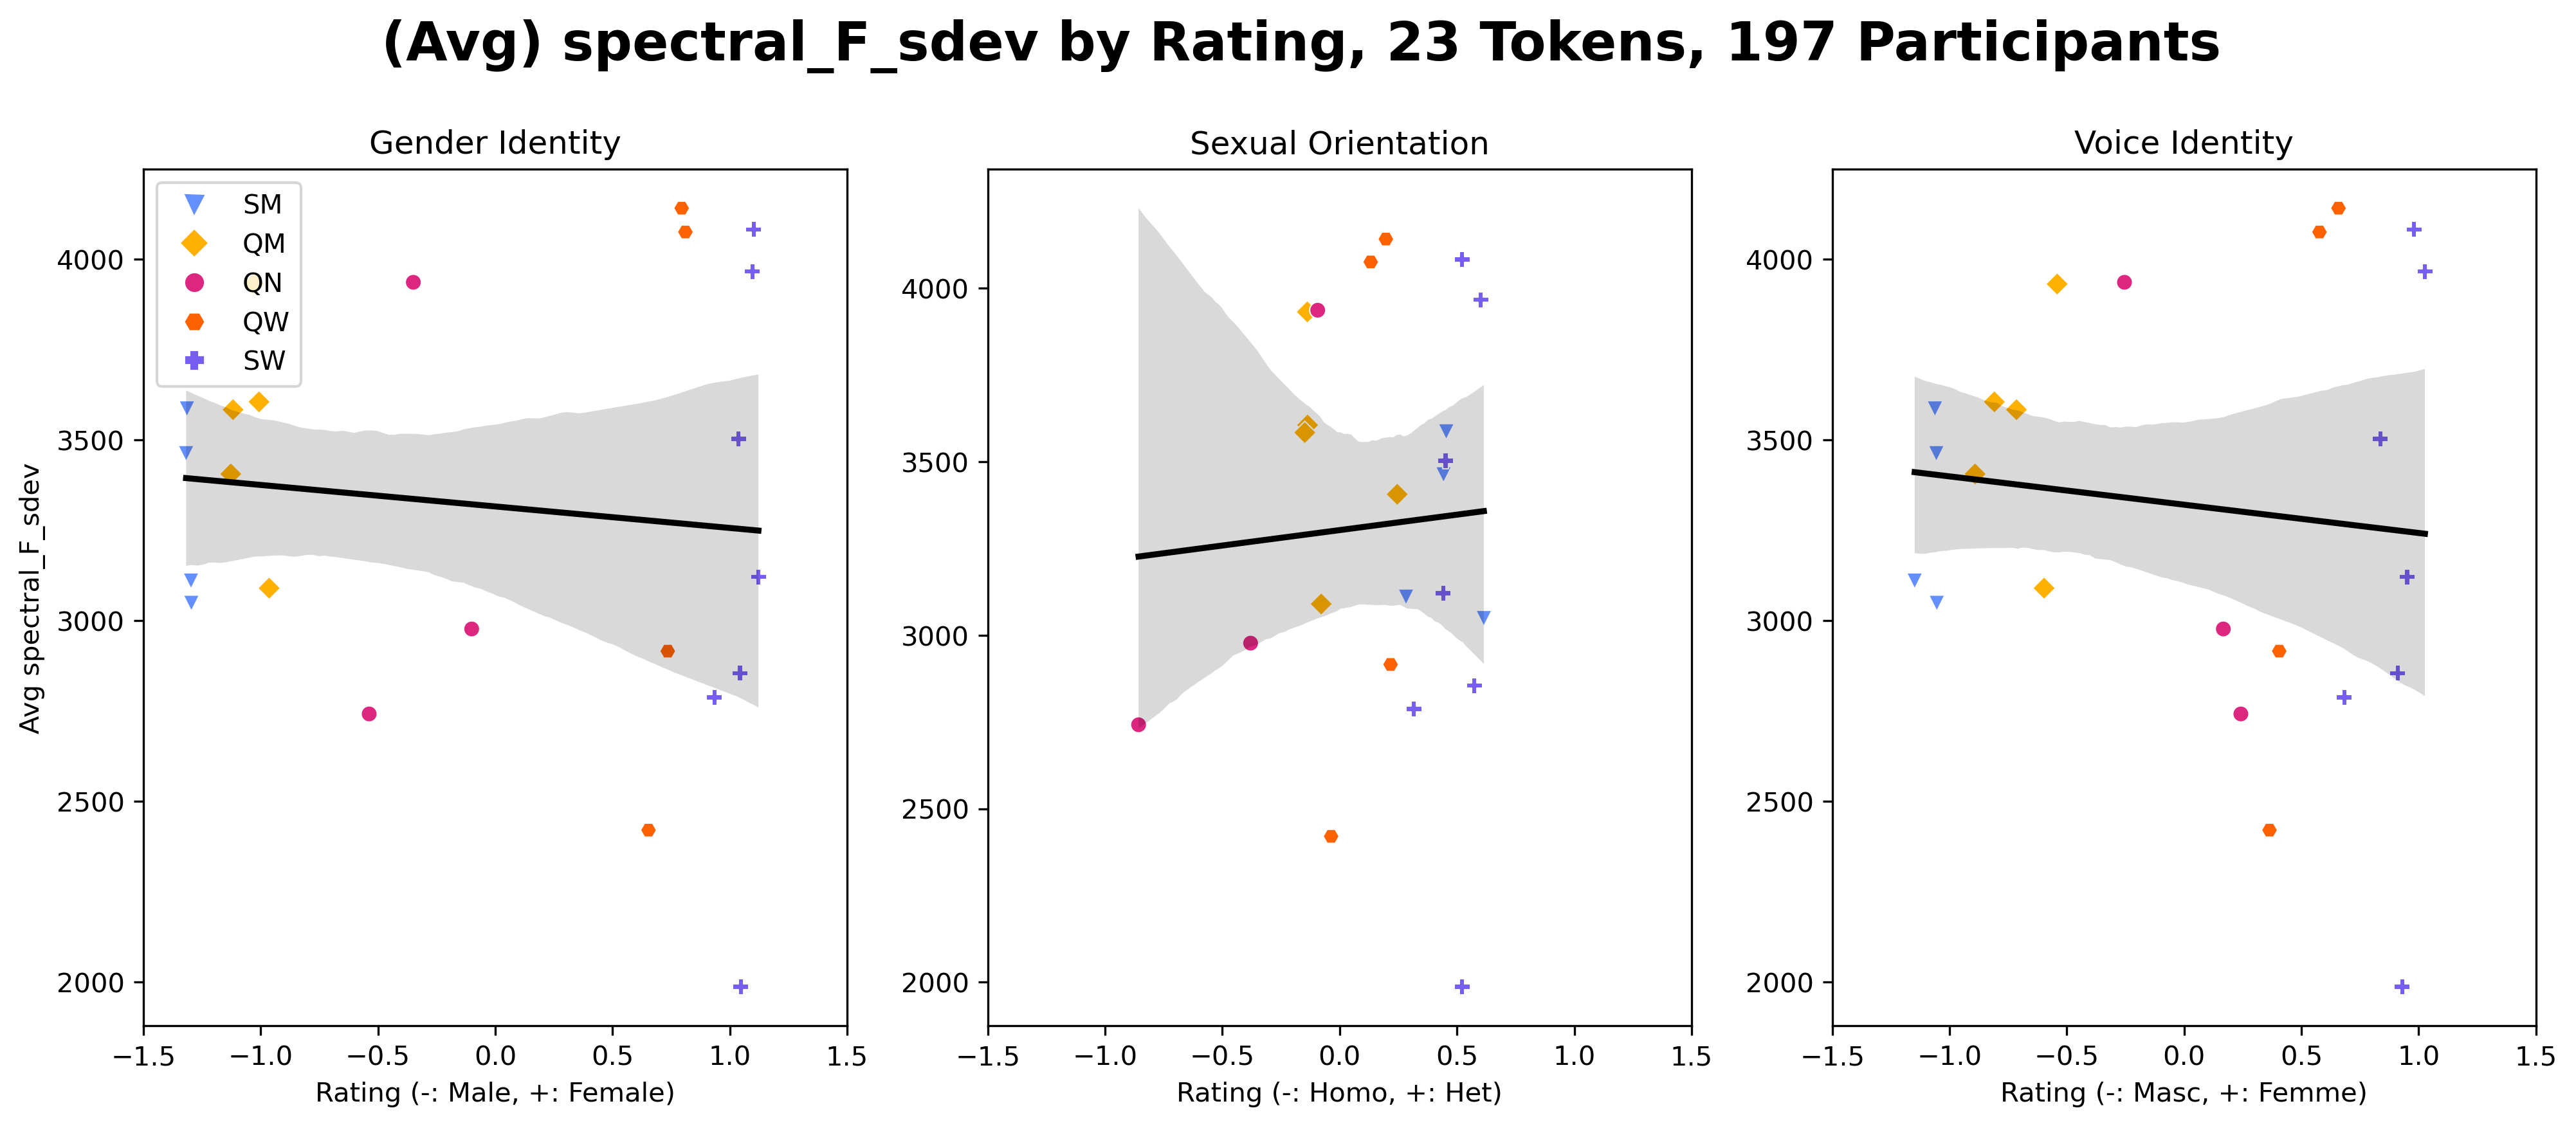 (Avg) spectral_F_sdev by Rating, 23 Tokens, 197 Participants
Gender Identity
SM
QM
QN
QW
SW
4000
3500
3000
2500
2000
Avg spectral_F_sdev
−1.5 −1.0 −0.5 0.0 0.5 1.0 1.5
Rating (-: Male, +: Female)
Sexual Orientation
4000
3500
3000
2500
2000
−1.5 −1.0 −0.5 0.0 0.5 1.0 1.5
Rating (-: Homo, +: Het)
Voice Identity
4000
3500
3000
2500
2000
−1.5 −1.0 −0.5 0.0 0.5 1.0 1.5
Rating (-: Masc, +: Femme)